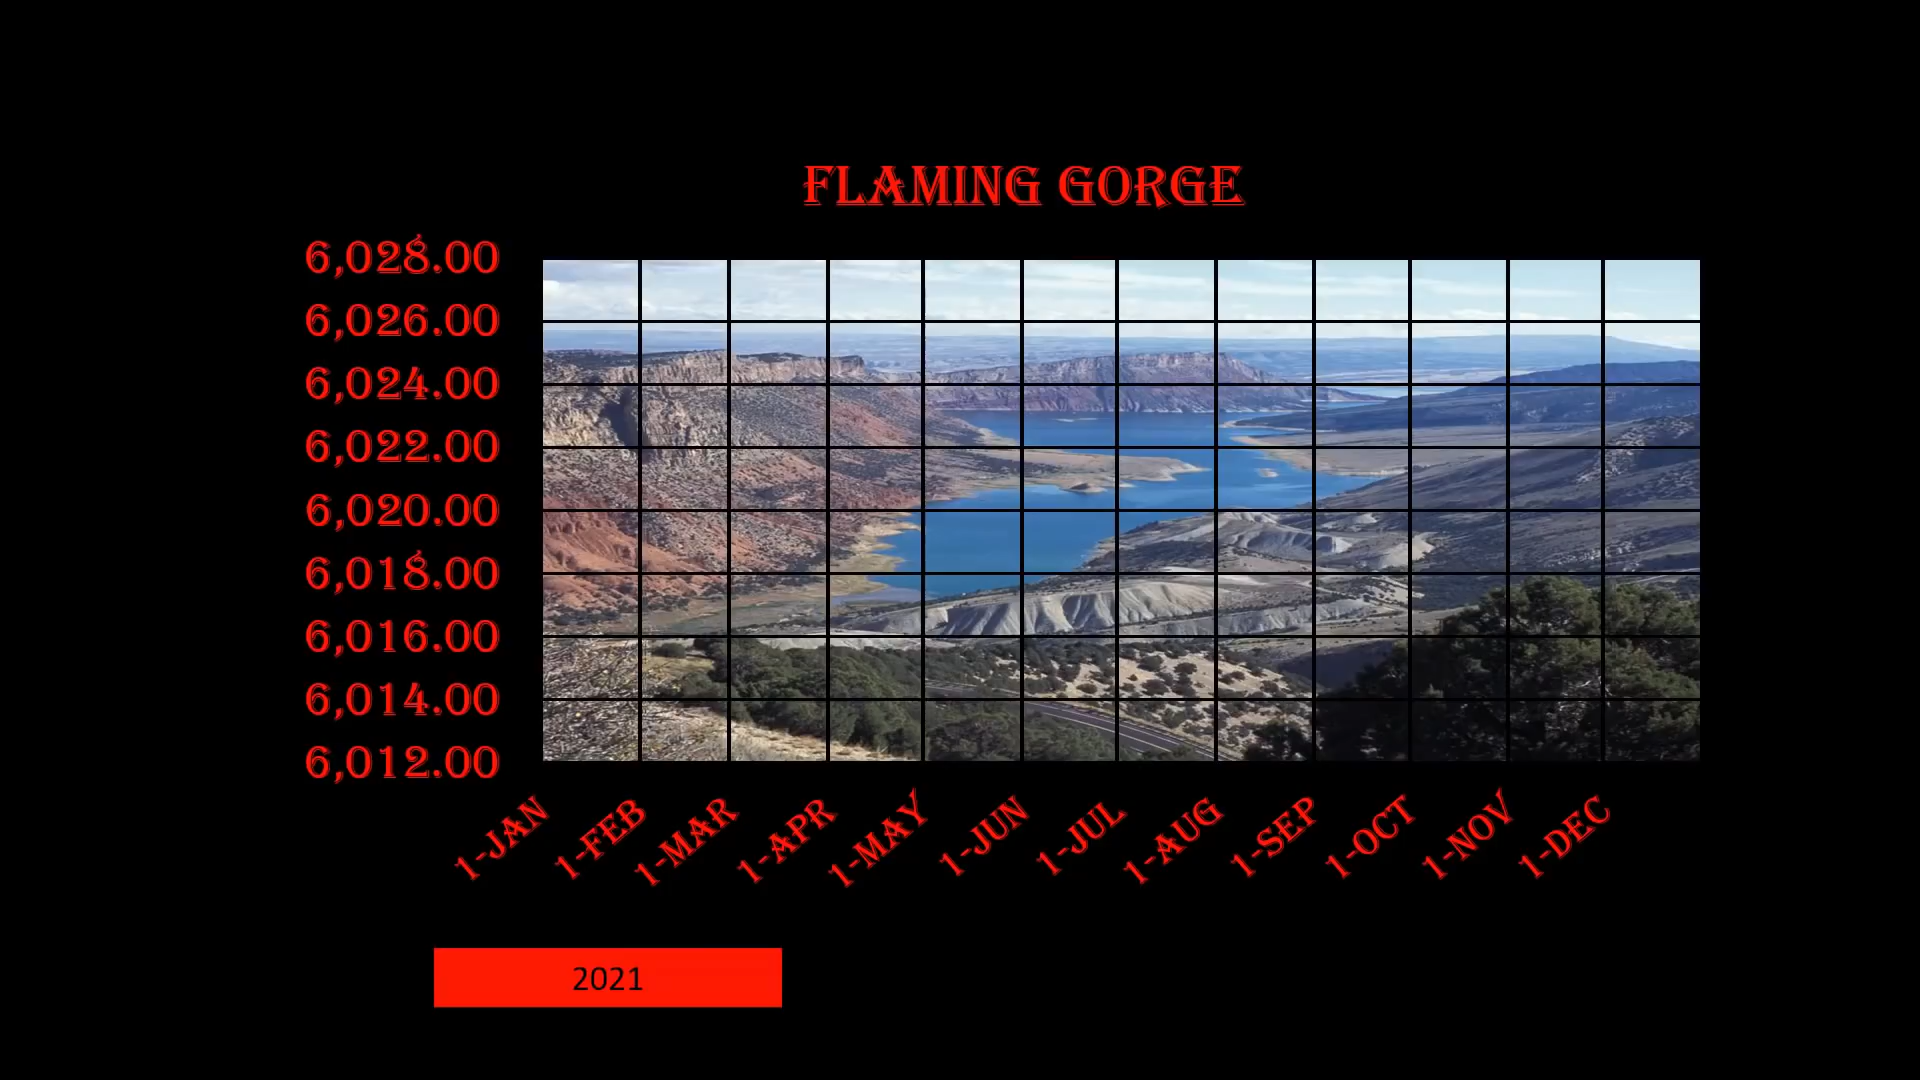 FLAMING GORGE
6,028.00
6,026.00
6,024.00
6,022.00
6,020.00
6,018.00
6,016.00
6,014.00
6,012.00
1-JAN
1-FEB
1-MAR
1-APR
1-MAY
1-JUN
1-JUL
1-AUG
1-SEP
1-OCT
1-NOV
1-DEC
2021